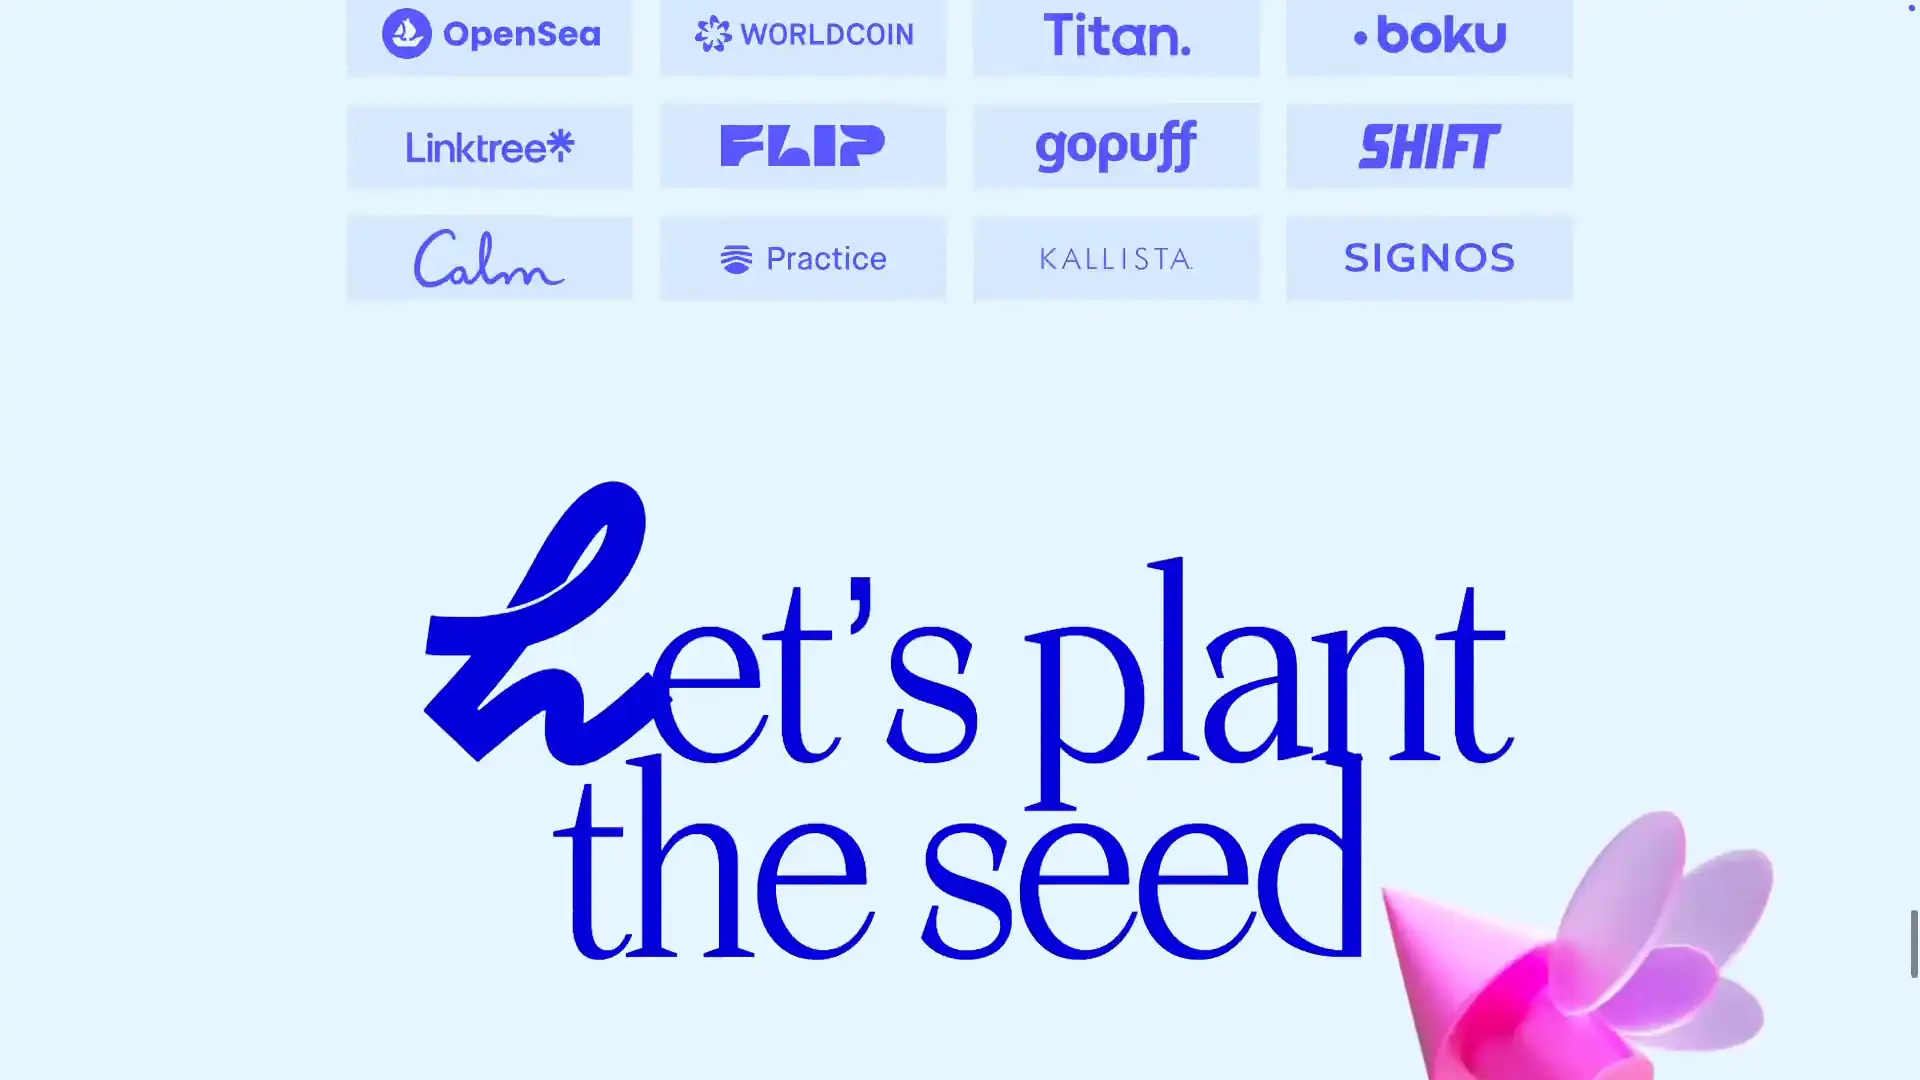 OpenSea WORLDCOIN Titan. boku
Linktree* FLIP gopuff SHIFT
Calm Practice KALLISTA SIGNOS
Let’s plant
the seed